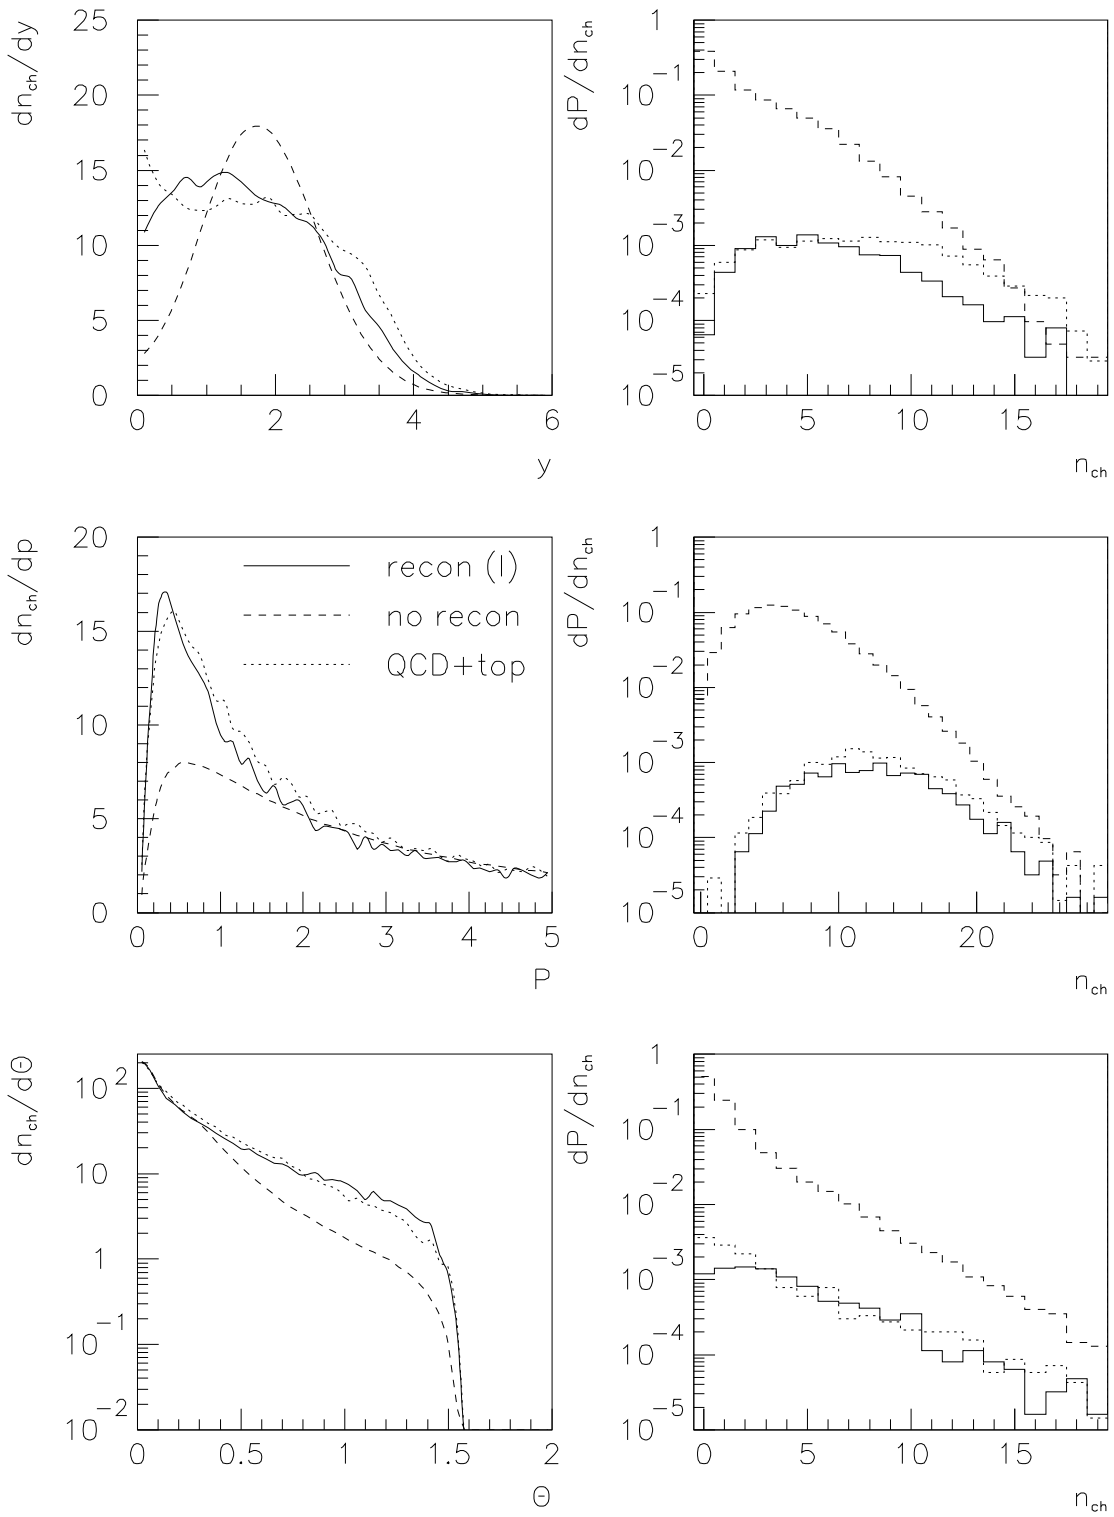 dn_ch/dy
25
20
15
10
5
0
0 2 4 6
y
dP/dn_ch
1
10^-1
10^-2
10^-3
10^-4
10^-5
0 5 10 15
n_ch
dn_ch/dp
20
15
10
5
0
recon (I)
no recon
QCD+top
0 1 2 3 4 5
P
dP/dn_ch
1
10^-1
10^-2
10^-3
10^-4
10^-5
0 10 20
n_ch
dn_ch/dΘ
10^2
10
1
10^-1
10^-2
0 0.5 1 1.5 2
Θ
dP/dn_ch
1
10^-1
10^-2
10^-3
10^-4
10^-5
0 5 10 15
n_ch